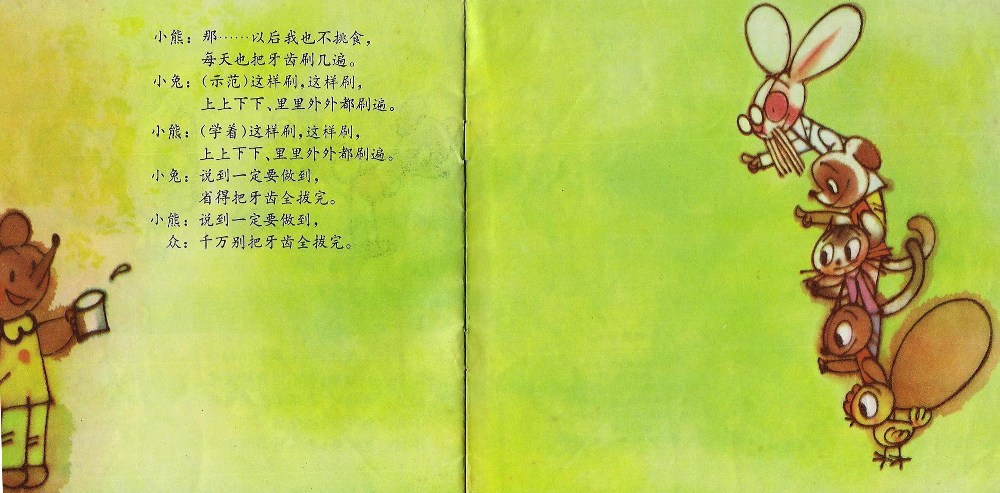 小熊：那……以后我也不挑食，
每天也把牙齿刷几遍。
小兔：（示范）这样刷，这样刷，
上上下下、里里外外都刷遍。
小熊：（学着）这样刷，这样刷，
上上下下、里里外外都刷遍。
小兔：说到一定要做到，
省得把牙齿全拔完。
小熊：说到一定要做到，
众：千万别把牙齿全拔完。